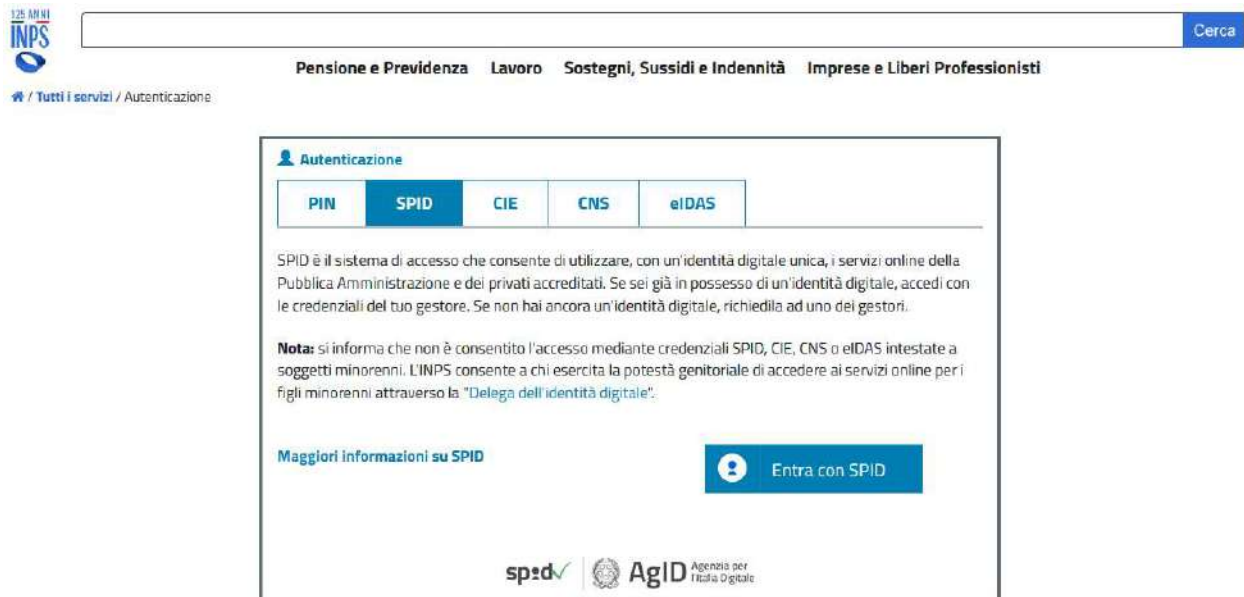 125 ANNI
INPS
Cerca
Pensione e Previdenza Lavoro Sostegni, Sussidi e Indennità Imprese e Liberi Professionisti
/ Tutti i servizi / Autenticazione
Autenticazione
PIN SPID CIE CNS eIDAS
SPID è il sistema di accesso che consente di utilizzare, con un'identità digitale unica, i servizi online della
Pubblica Amministrazione e dei privati accreditati. Se sei già in possesso di un'identità digitale, accedi con
le credenziali del tuo gestore. Se non hai ancora un'identità digitale, richiedila ad uno dei gestori.
Nota: si informa che non è consentito l'accesso mediante credenziali SPID, CIE, CNS o eIDAS intestate a
soggetti minorenni. L'INPS consente a chi esercita la potestà genitoriale di accedere ai servizi online per i
figli minorenni attraverso la "Delega dell'identità digitale".
Maggiori informazioni su SPID
Entra con SPID
spid AgID Agenzia per
l'Italia Digitale